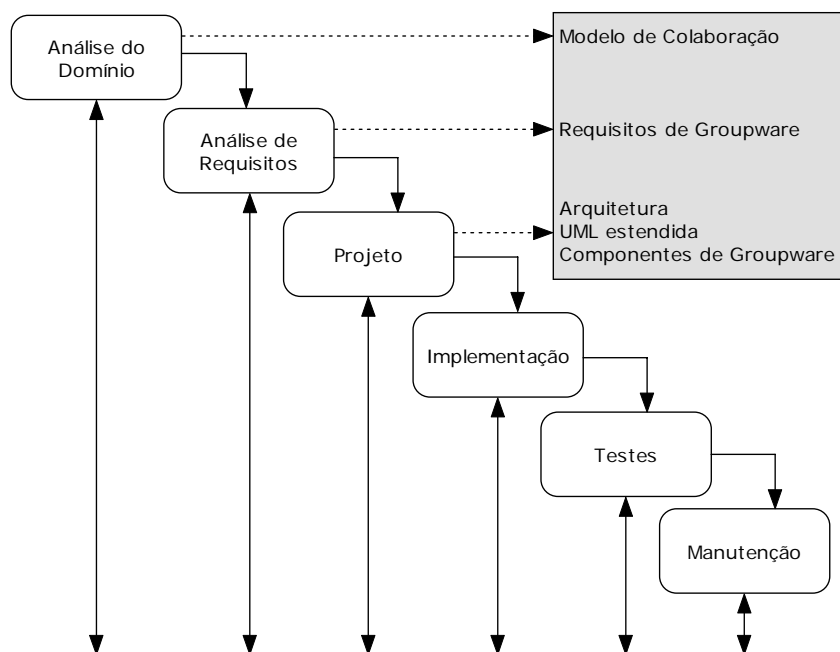 Análise do
Domínio
Modelo de Colaboração
Análise de
Requisitos
Requisitos de Groupware
Projeto
Arquitetura
UML estendida
Componentes de Groupware
Implementação
Testes
Manutenção